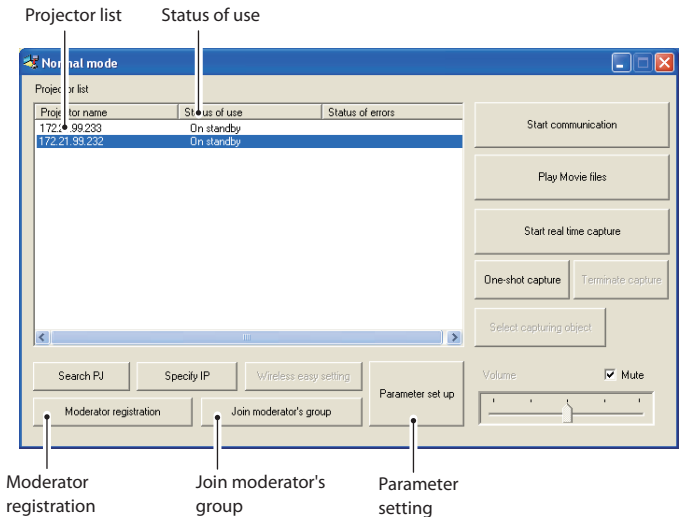 Projector list
Status of use
Normal mode
Projector list
Projector name Status of use Status of errors
172.21.99.233 On standby
172.21.99.232 On standby
Start communication
Play Movie files
Start real time capture
One-shot capture
Terminate capture
Select capturing object
Search PJ
Specify IP
Wireless easy setting
Parameter set up
Volume
Mute
Moderator registration
Join moderator's group
Moderator
registration
Join moderator's
group
Parameter
setting